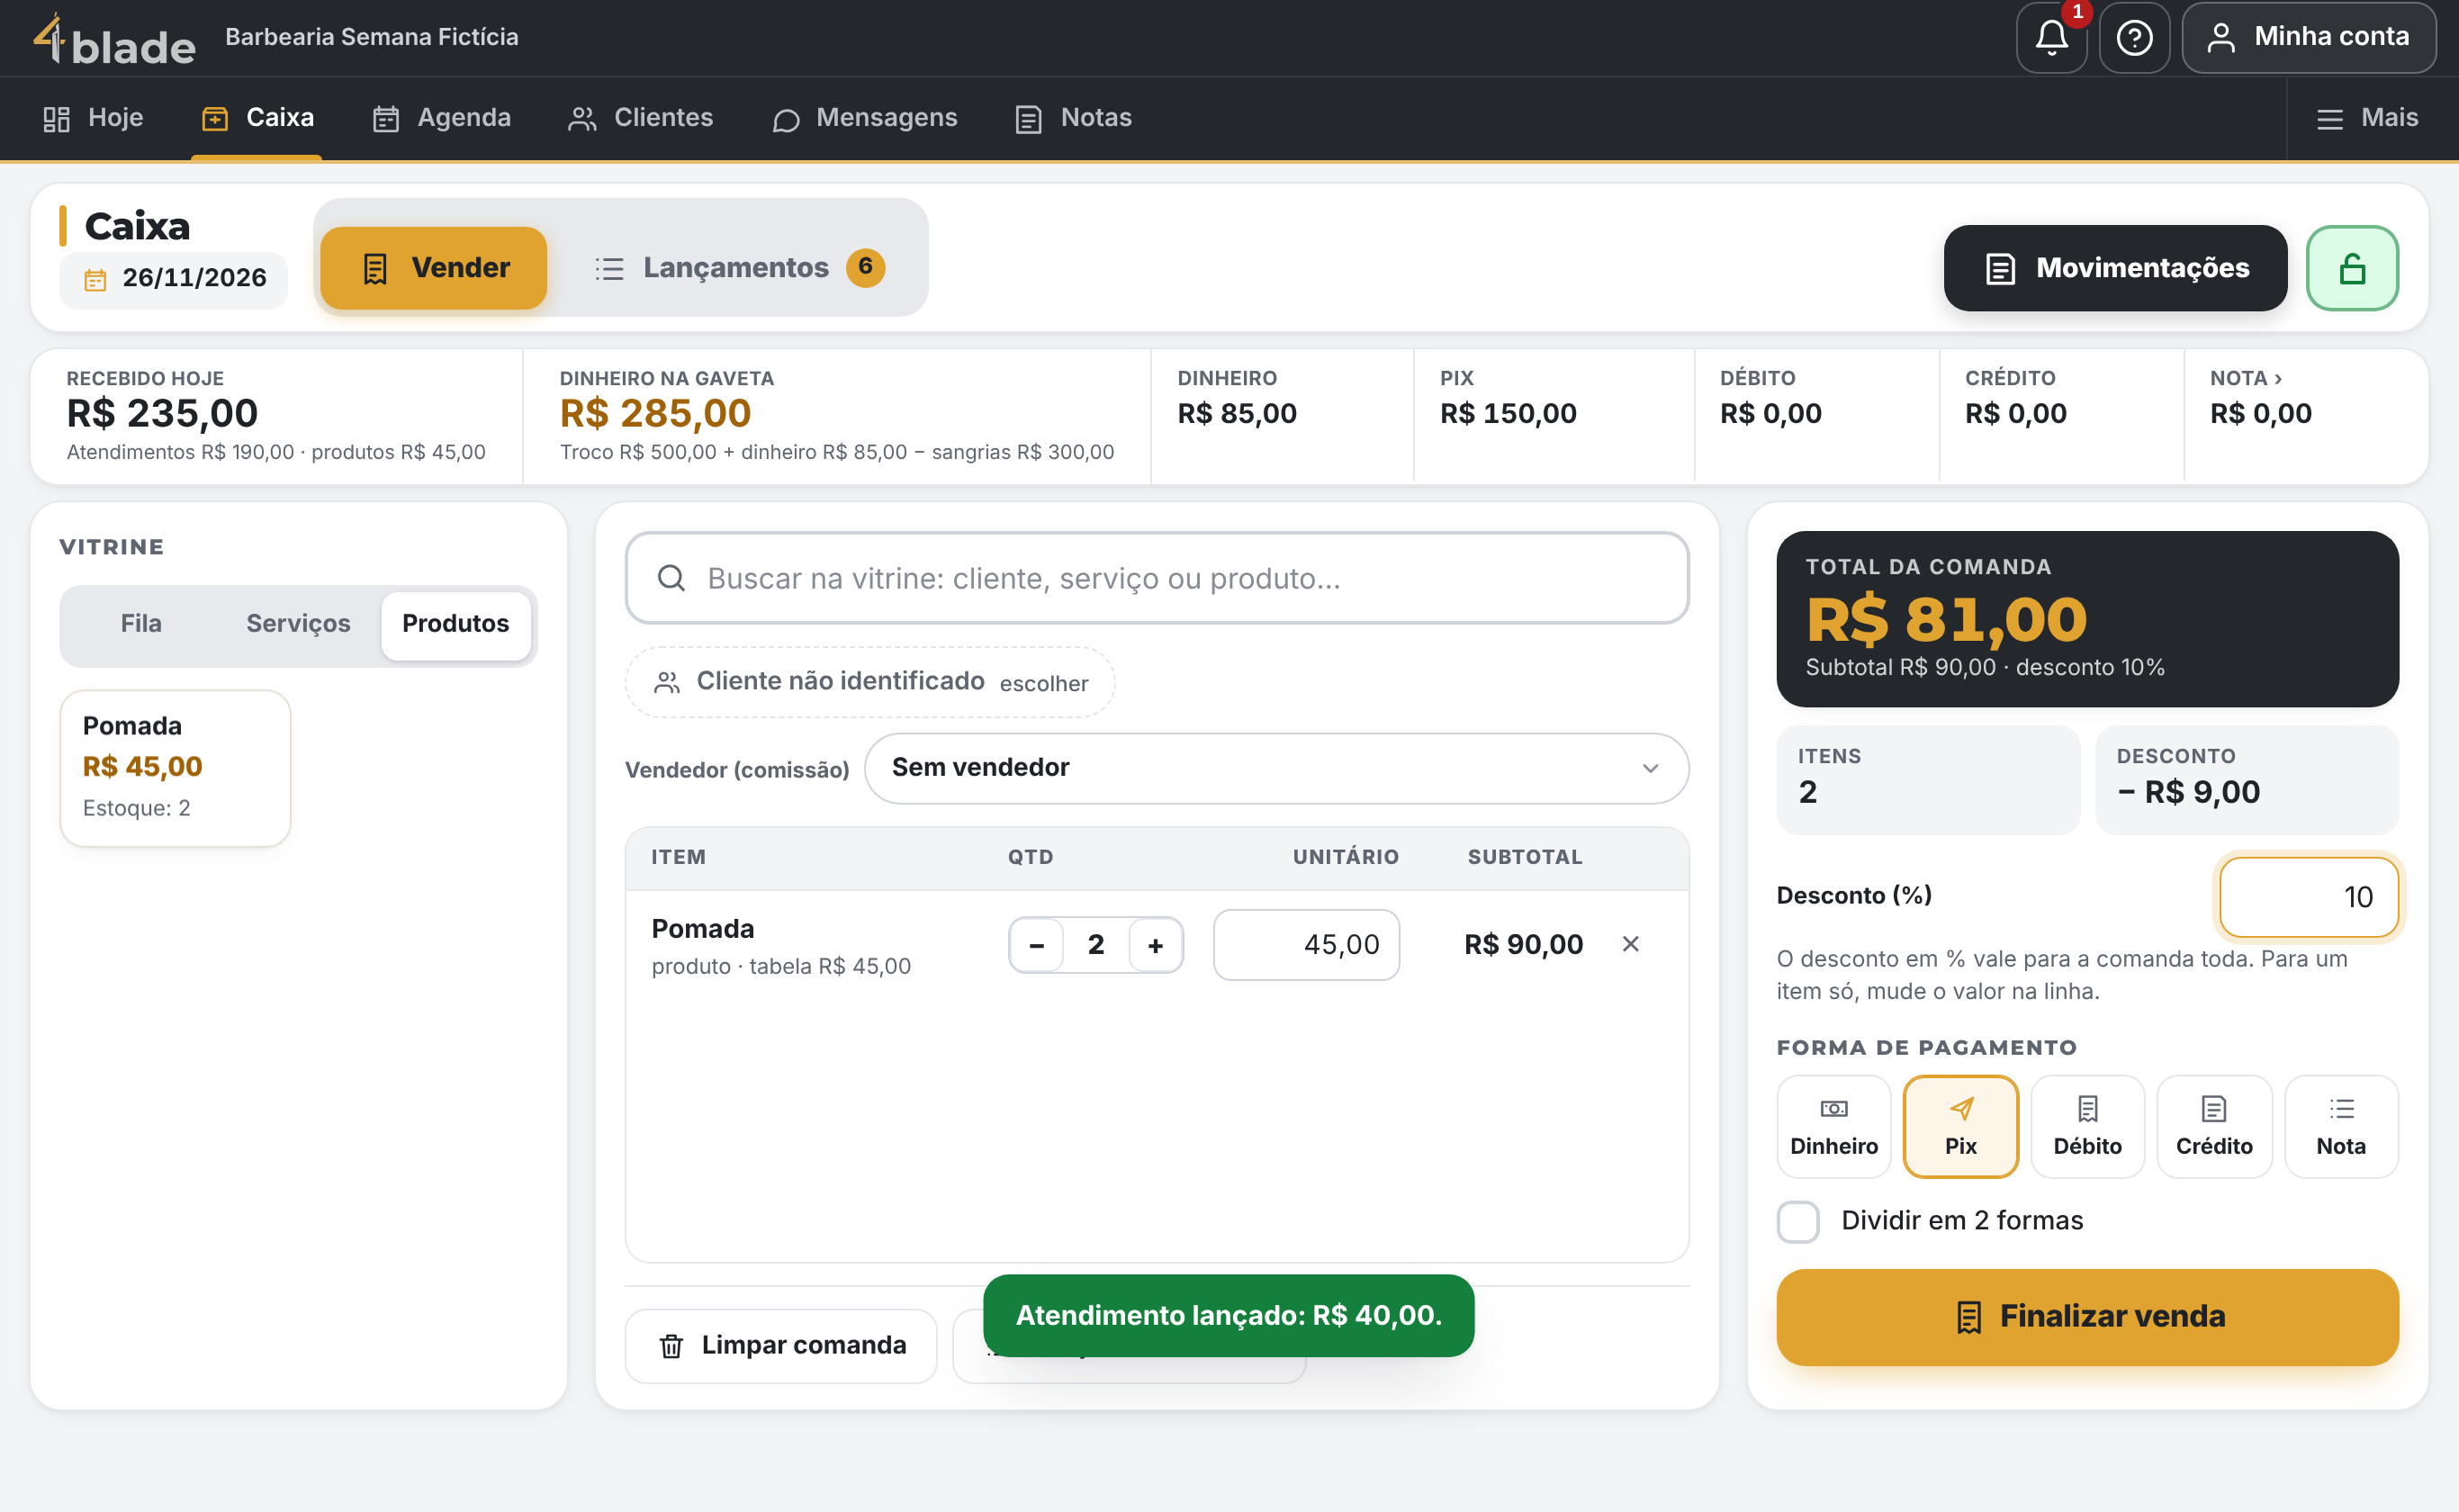 4blade
Barbearia Semana Fictícia
1
Minha conta
Hoje
Caixa
Agenda
Clientes
Mensagens
Notas
Mais
Caixa
26/11/2026
Vender
Lançamentos 6
Movimentações
RECEBIDO HOJE
R$ 235,00
Atendimentos R$ 190,00 · produtos R$ 45,00
DINHEIRO NA GAVETA
R$ 285,00
Troco R$ 500,00 + dinheiro R$ 85,00 − sangrias R$ 300,00
DINHEIRO
R$ 85,00
PIX
R$ 150,00
DÉBITO
R$ 0,00
CRÉDITO
R$ 0,00
NOTA ›
R$ 0,00
VITRINE
Fila
Serviços
Produtos
Pomada
R$ 45,00
Estoque: 2
Buscar na vitrine: cliente, serviço ou produto...
Cliente não identificado escolher
Vendedor (comissão)
Sem vendedor
ITEM
QTD
UNITÁRIO
SUBTOTAL
Pomada
produto · tabela R$ 45,00
− 2 +
45,00
R$ 90,00
×
Limpar comanda
Atendimento lançado: R$ 40,00.
TOTAL DA COMANDA
R$ 81,00
Subtotal R$ 90,00 · desconto 10%
ITENS
2
DESCONTO
− R$ 9,00
Desconto (%)
10
O desconto em % vale para a comanda toda. Para um
item só, mude o valor na linha.
FORMA DE PAGAMENTO
Dinheiro
Pix
Débito
Crédito
Nota
Dividir em 2 formas
Finalizar venda